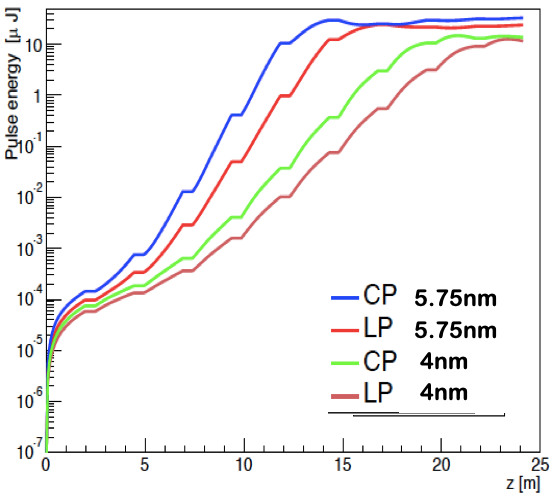 Pulse energy [μ J]
10
1
10^-1
10^-2
10^-3
10^-4
10^-5
10^-6
10^-7
CP 5.75nm
LP 5.75nm
CP 4nm
LP 4nm
0 5 10 15 20 25
z [m]